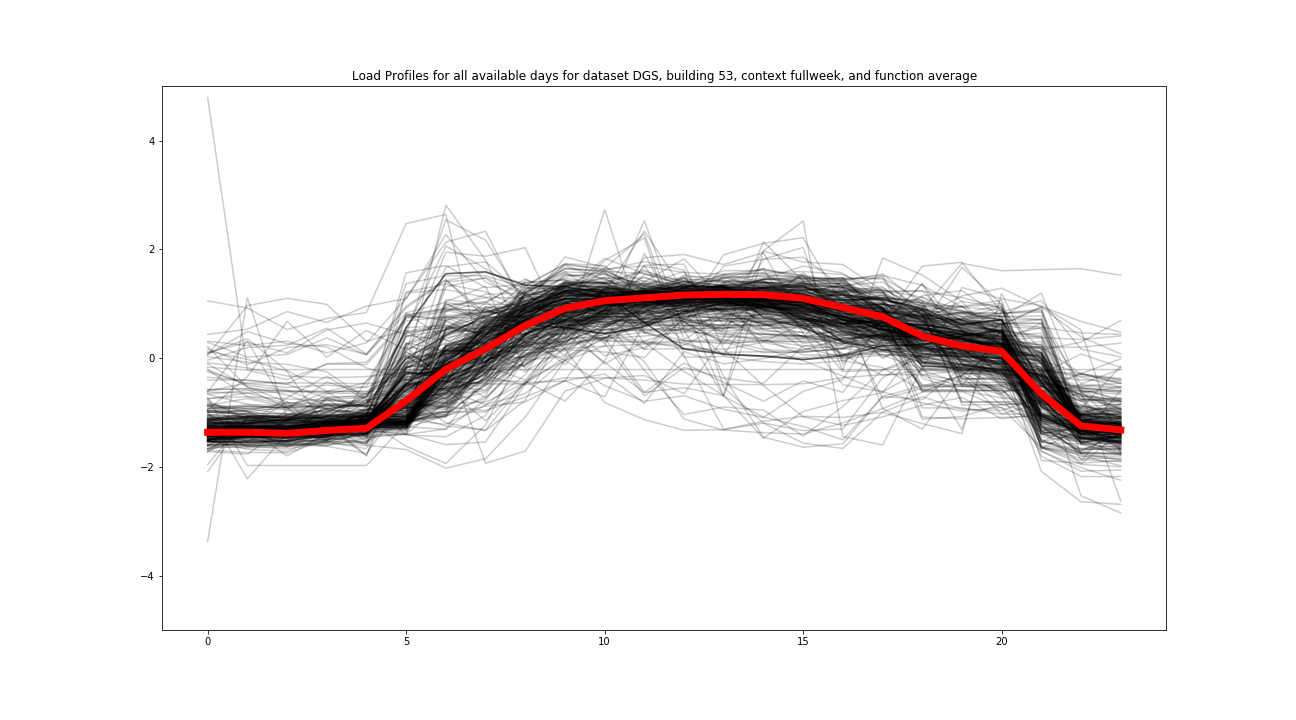 Load Profiles for all available days for dataset DGS, building 53, context fullweek, and function average
4
2
0
−2
−4
0 5 10 15 20